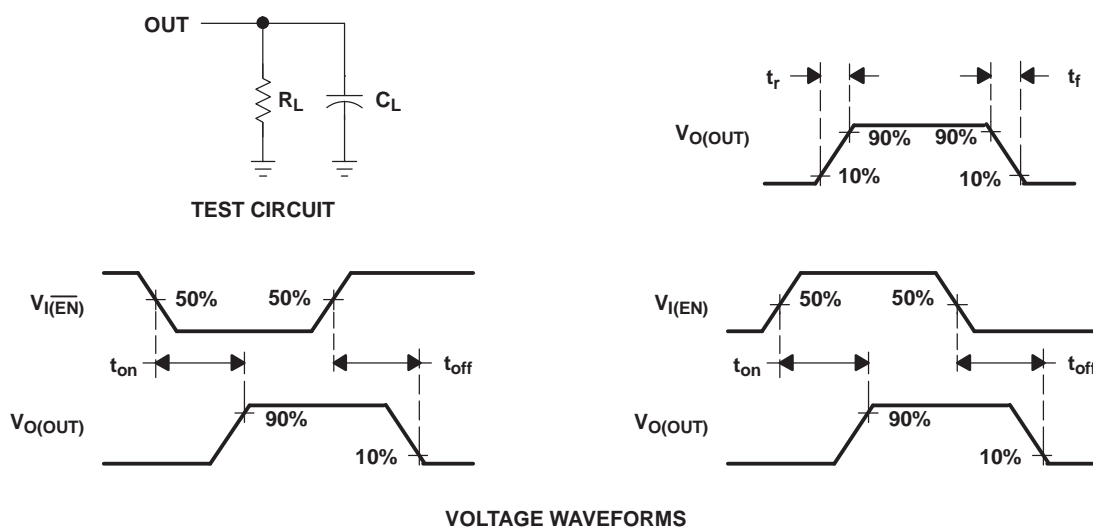 OUT
RL
CL
TEST CIRCUIT
tr
tf
VO(OUT)
90%
90%
10%
10%
VI(EN)
50%
50%
ton
toff
VO(OUT)
90%
10%
VI(EN)
50%
50%
ton
toff
VO(OUT)
90%
10%
VOLTAGE WAVEFORMS